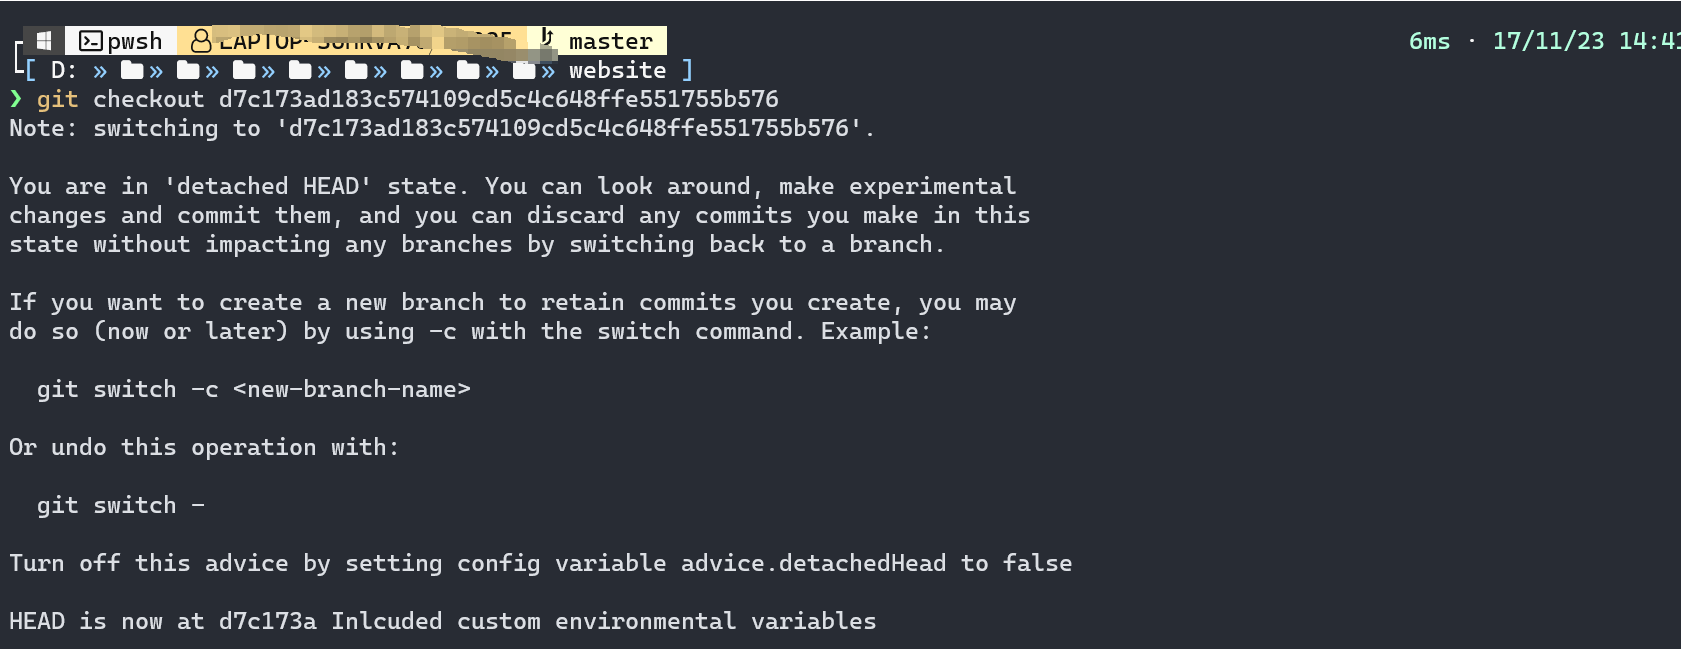 pwsh master 6ms · 17/11/23 14:41
[ D: » » » » » » » » » website ]
❯ git checkout d7c173ad183c574109cd5c4c648ffe551755b576
Note: switching to 'd7c173ad183c574109cd5c4c648ffe551755b576'.
You are in 'detached HEAD' state. You can look around, make experimental
changes and commit them, and you can discard any commits you make in this
state without impacting any branches by switching back to a branch.
If you want to create a new branch to retain commits you create, you may
do so (now or later) by using -c with the switch command. Example:
git switch -c <new-branch-name>
Or undo this operation with:
git switch -
Turn off this advice by setting config variable advice.detachedHead to false
HEAD is now at d7c173a Inlcuded custom environmental variables